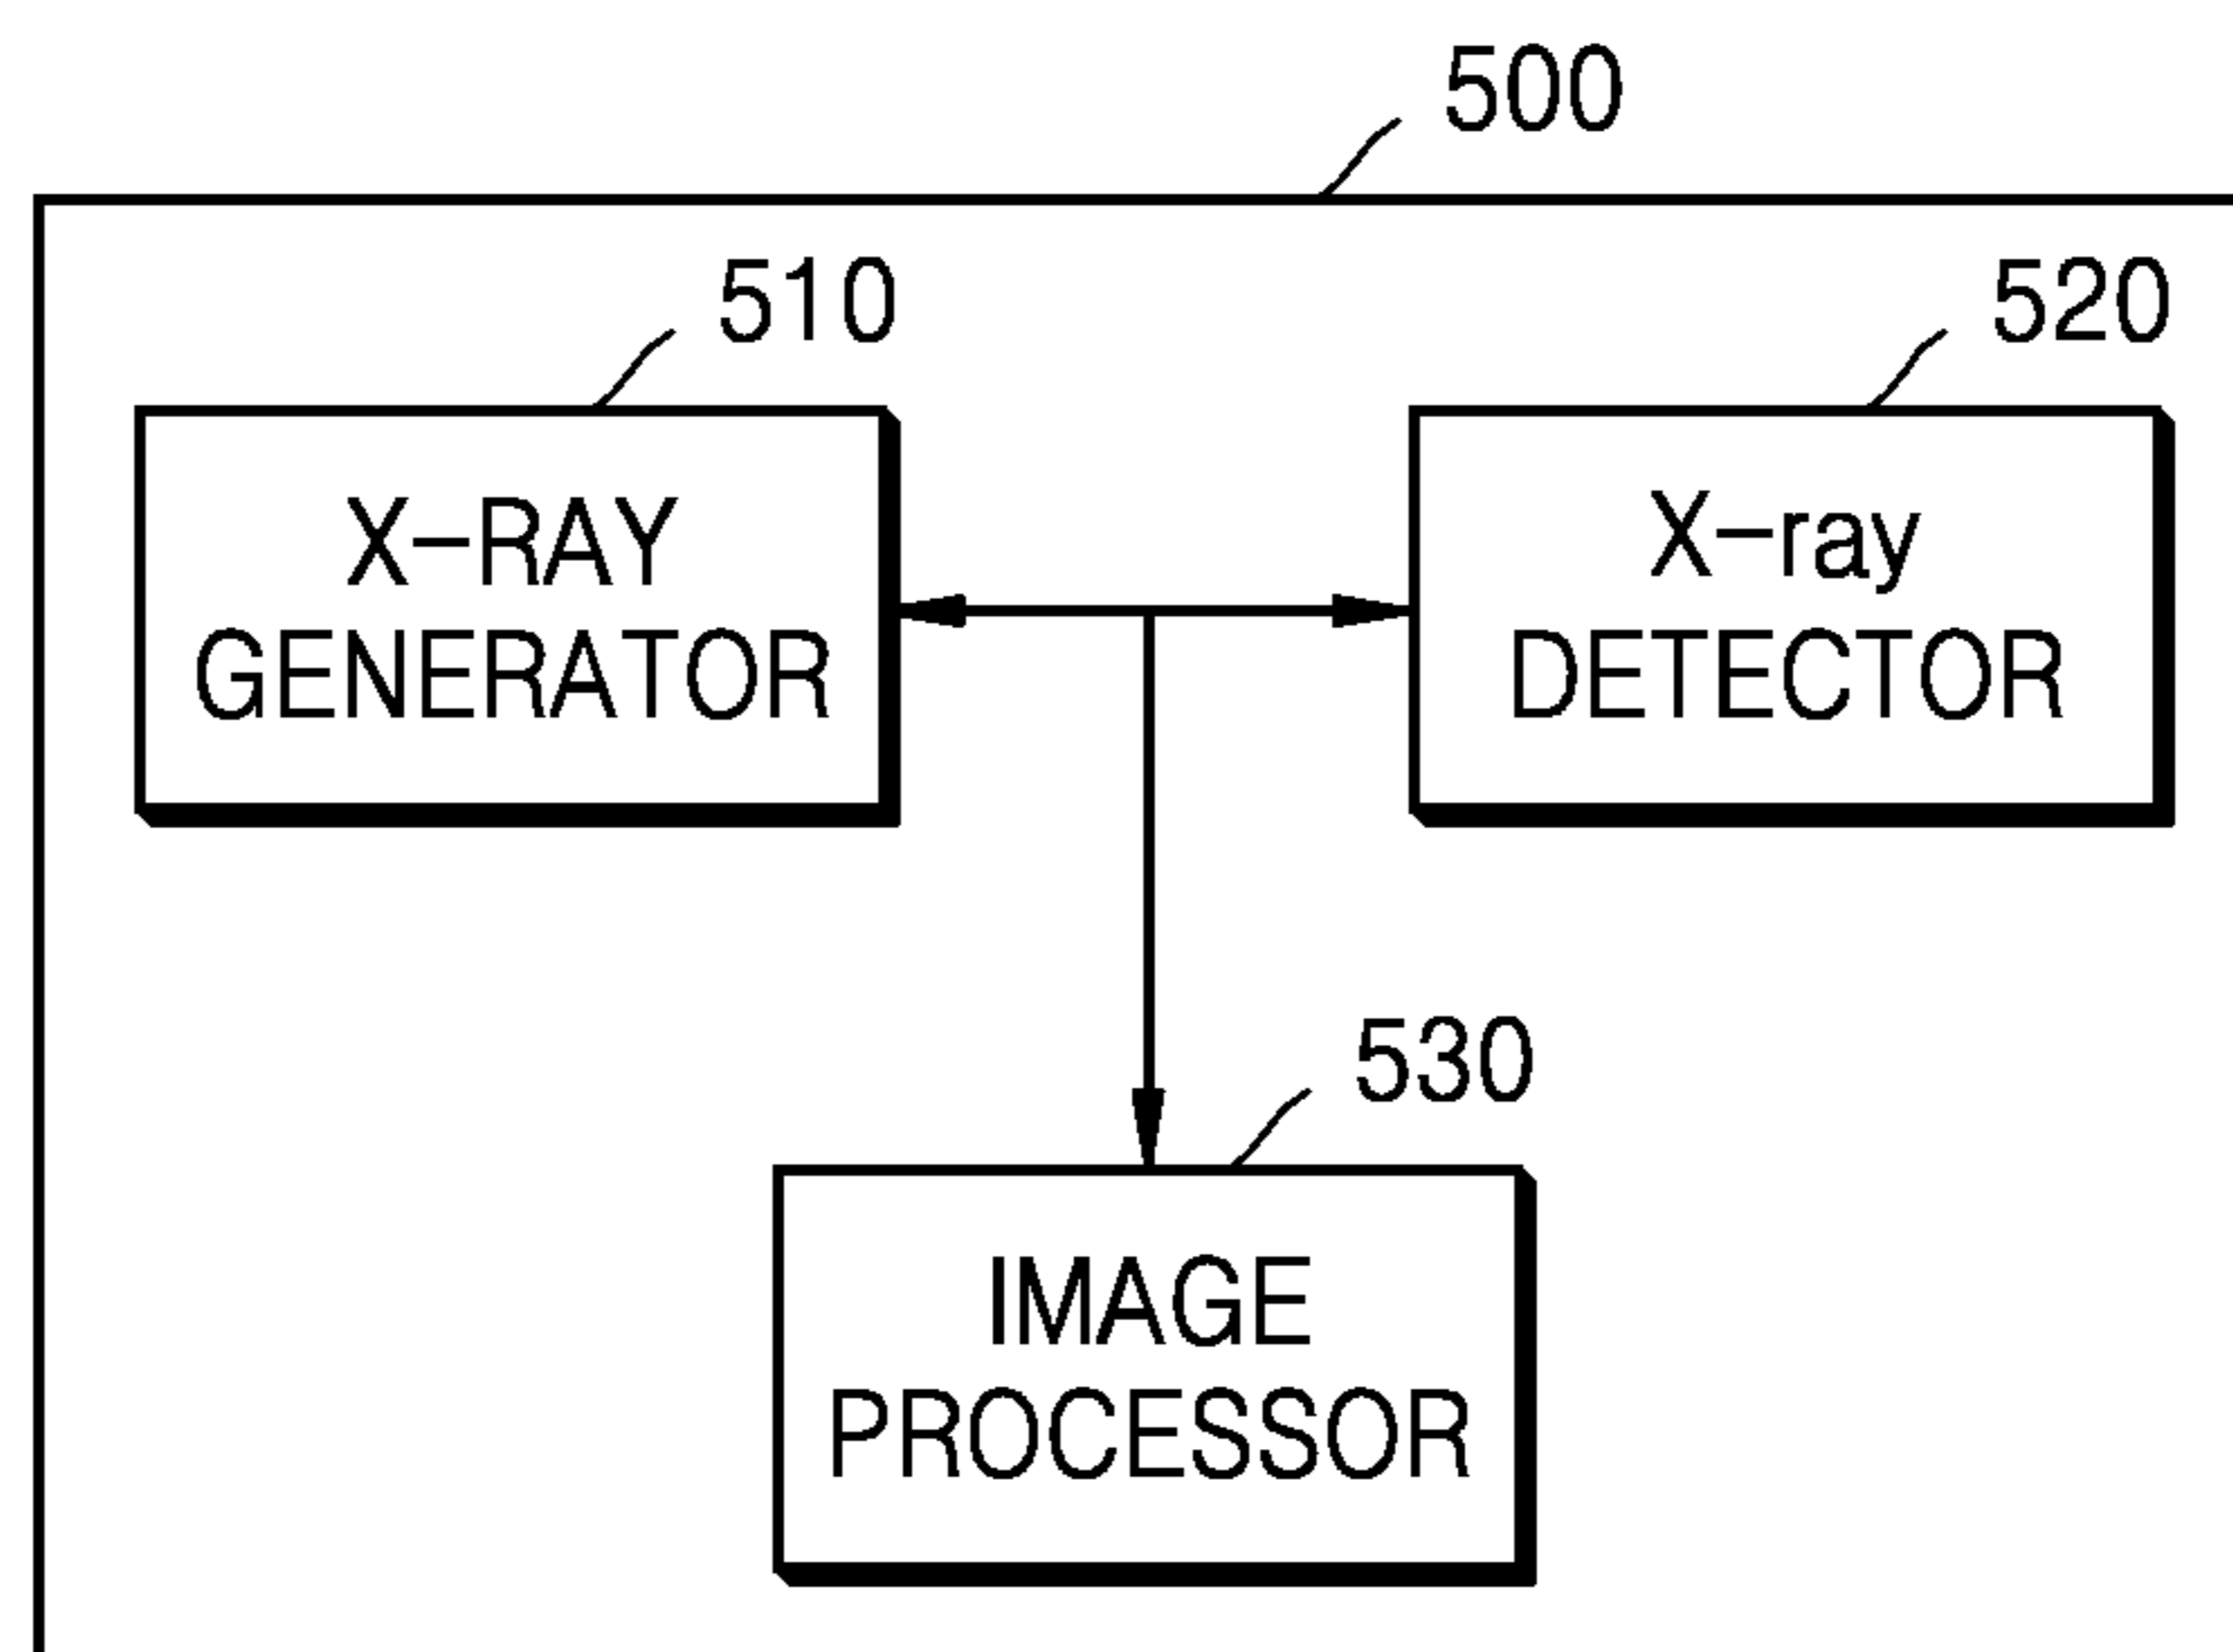 500
510
520
X-RAY
GENERATOR
X-ray
DETECTOR
530
IMAGE
PROCESSOR